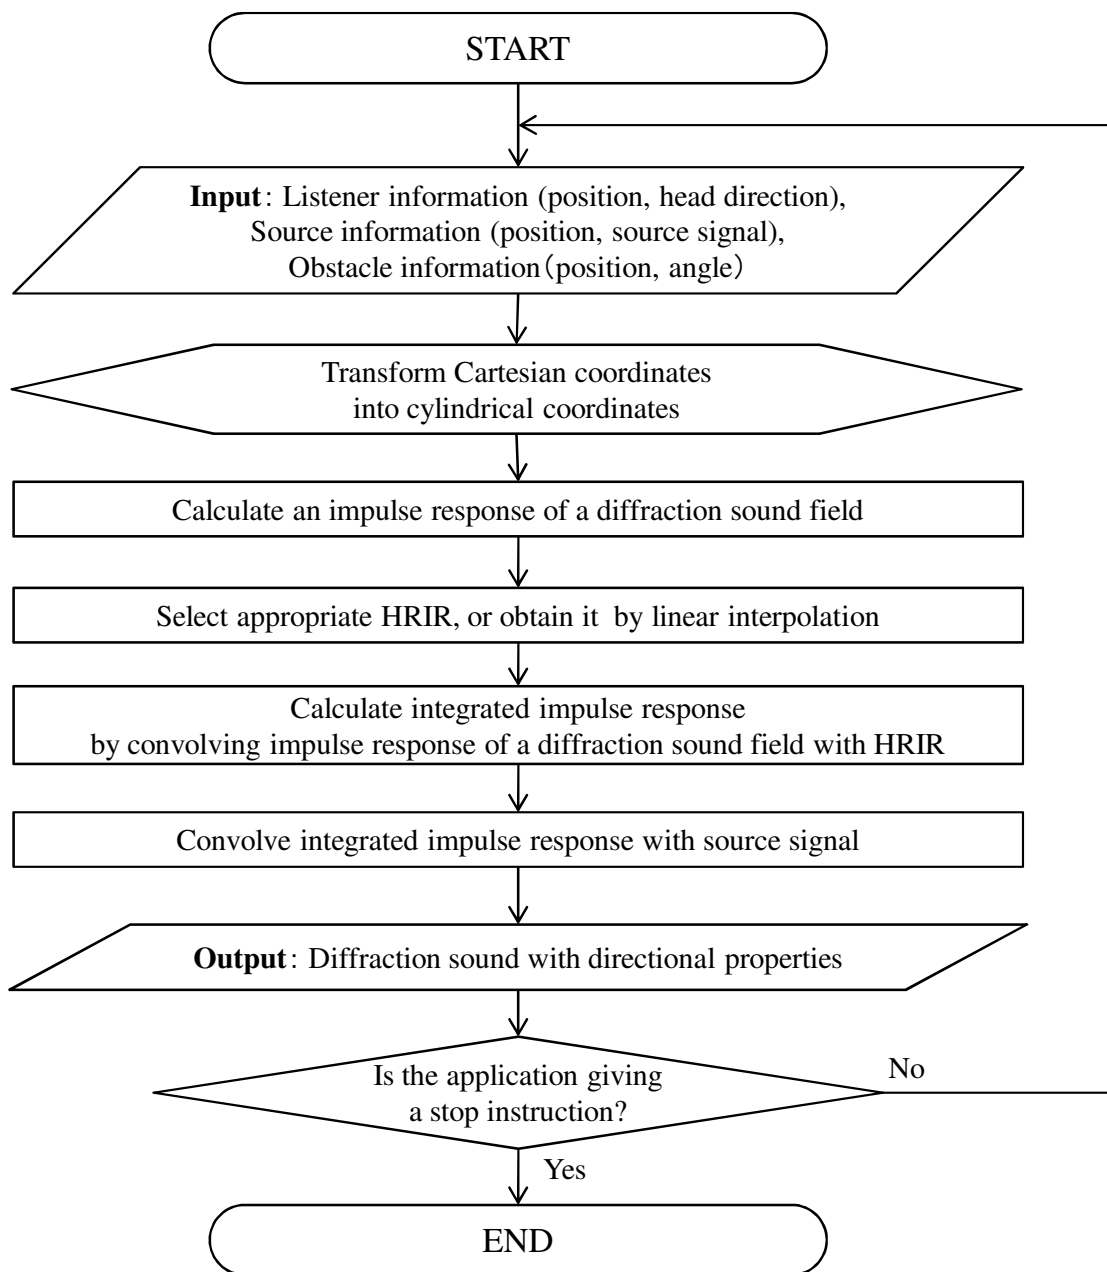 START
Input: Listener information (position, head direction),
Source information (position, source signal),
Obstacle information(position, angle)
Transform Cartesian coordinates
into cylindrical coordinates
Calculate an impulse response of a diffraction sound field
Select appropriate HRIR, or obtain it by linear interpolation
Calculate integrated impulse response
by convolving impulse response of a diffraction sound field with HRIR
Convolve integrated impulse response with source signal
Output: Diffraction sound with directional properties
Is the application giving
a stop instruction?
No
Yes
END